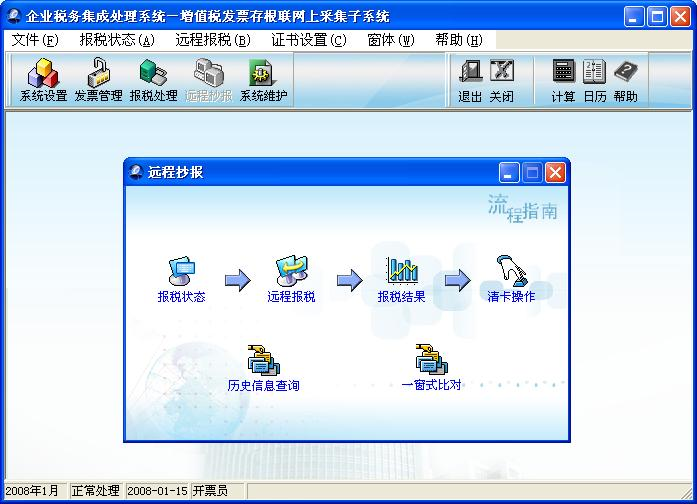 企业税务集成处理系统－增值税发票存根联网上采集子系统
文件(F) 报税状态(A) 远程报税(B) 证书设置(C) 窗体(W) 帮助(H)
系统设置 发票管理 报税处理 远程抄报 系统维护 退出 关闭 计算 日历 帮助
远程抄报
流程指南
报税状态 远程报税 报税结果 清卡操作
历史信息查询 一窗式比对
2008年1月 正常处理 2008-01-15 开票员